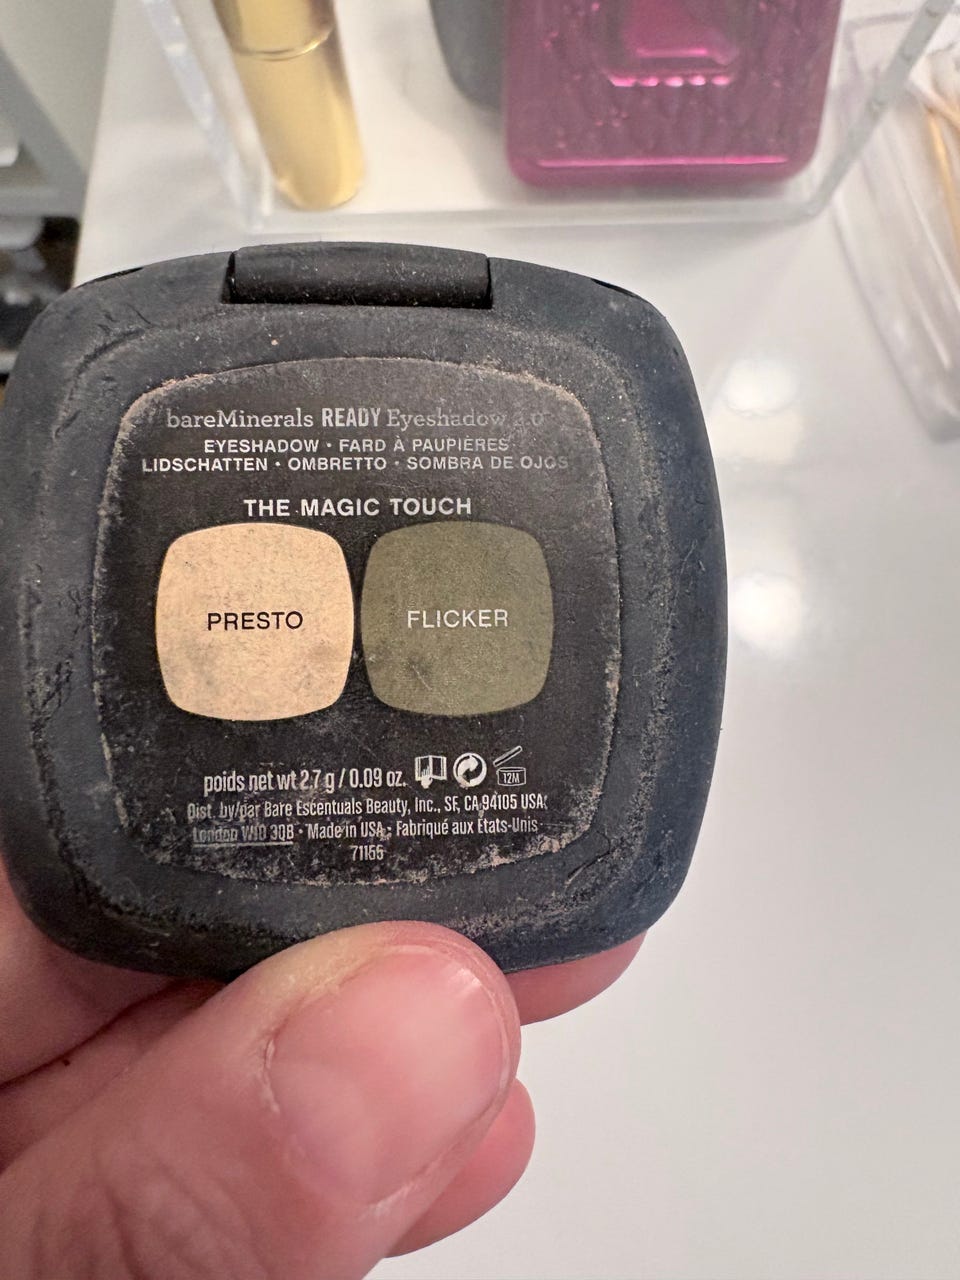 bareMinerals READY Eyeshadow 2.0
EYESHADOW • FARD À PAUPIÈRES
LIDSCHATTEN • OMBRETTO • SOMBRA DE OJOS
THE MAGIC TOUCH
PRESTO
FLICKER
poids net wt 2.7 g / 0.09 oz.
12M
Dist. by/par Bare Escentuals Beauty, Inc., SF, CA 94105 USA
London W1D 3QB • Made in USA • Fabriqué aux États-Unis
71155